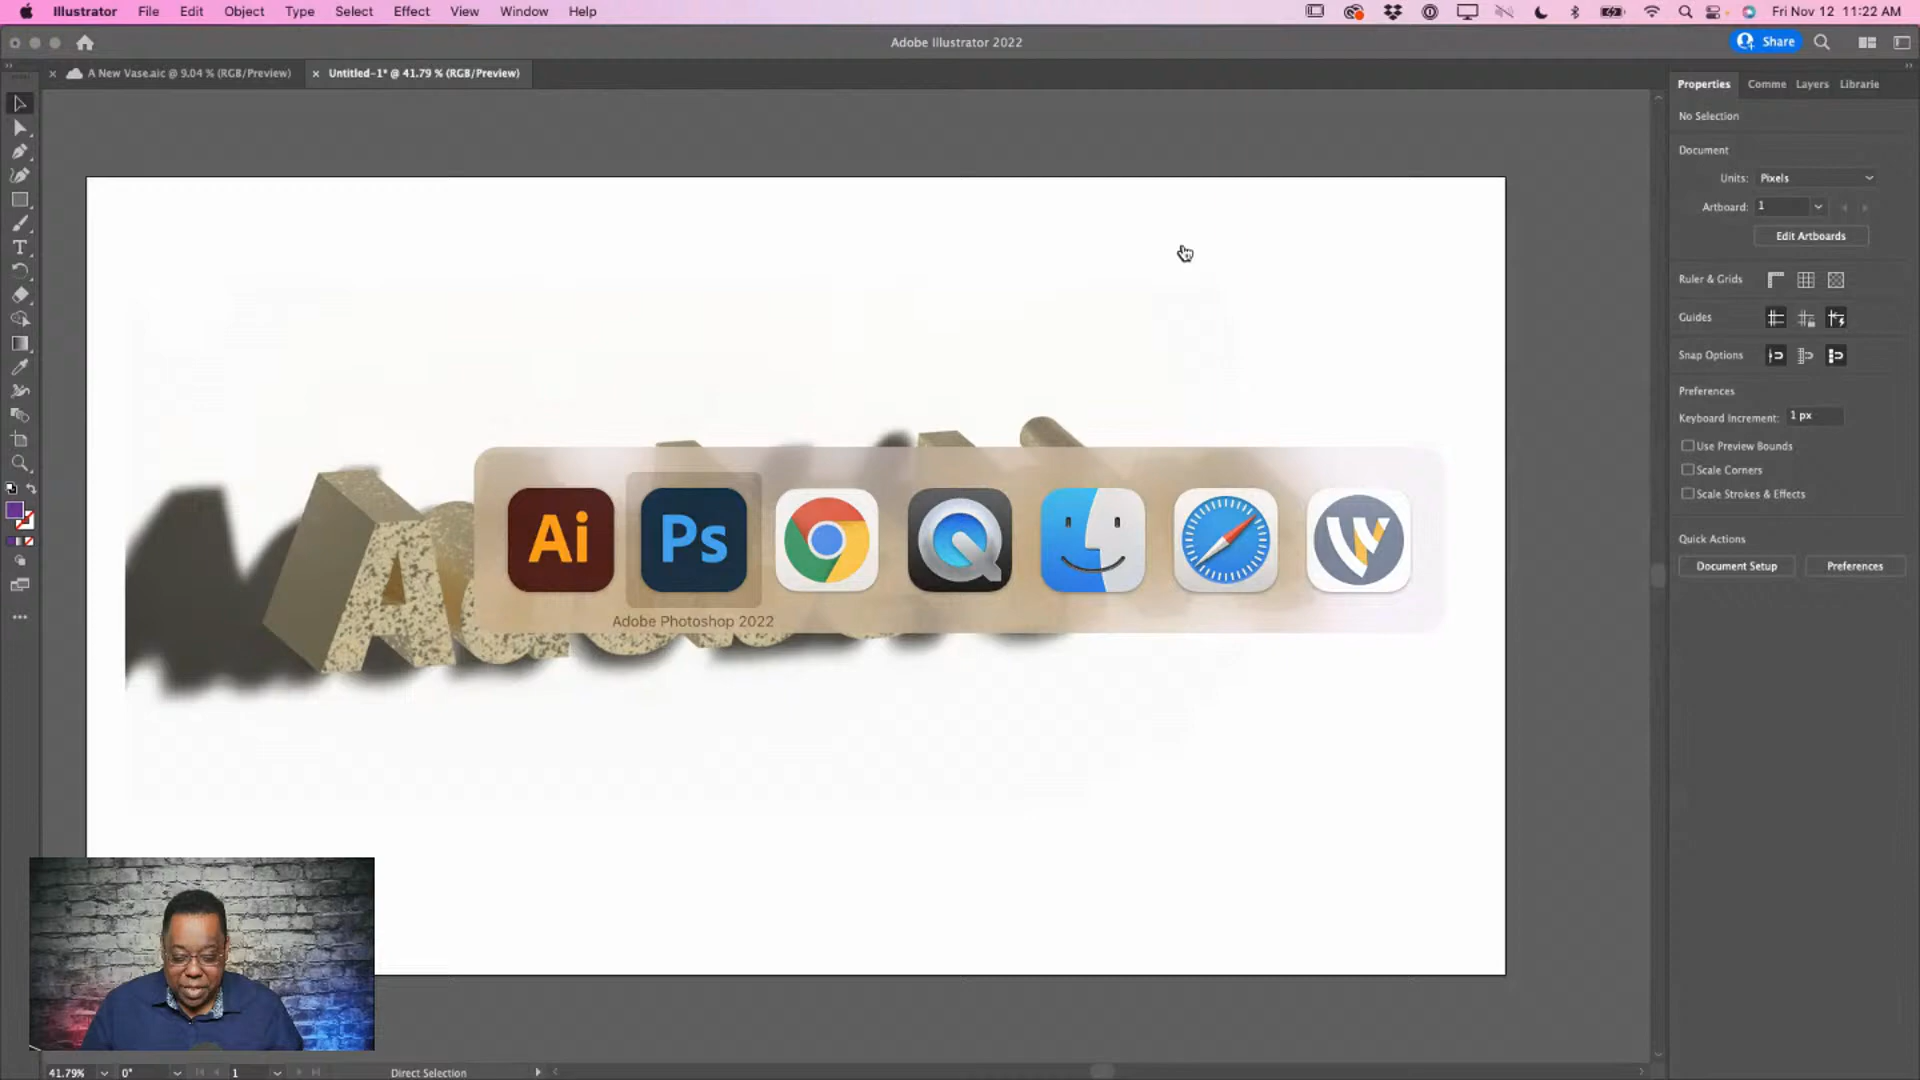 Illustrator File Edit Object Type Select Effect View Window Help Fri Nov 12 11:22 AM
Adobe Illustrator 2022 Share
A New Vase.aic @ 9.04 % (RGB/Preview) Untitled-1* @ 41.79 % (RGB/Preview)
Properties Comme Layers Librarie
No Selection
Document
Units: Pixels
Artboard: 1
Edit Artboards
Ruler & Grids
Guides
Snap Options
Preferences
Keyboard Increment: 1 px
Use Preview Bounds
Scale Corners
Scale Strokes & Effects
Quick Actions
Document Setup Preferences
Ai Ps
Adobe Photoshop 2022
41.79% 0° 1 Direct Selection